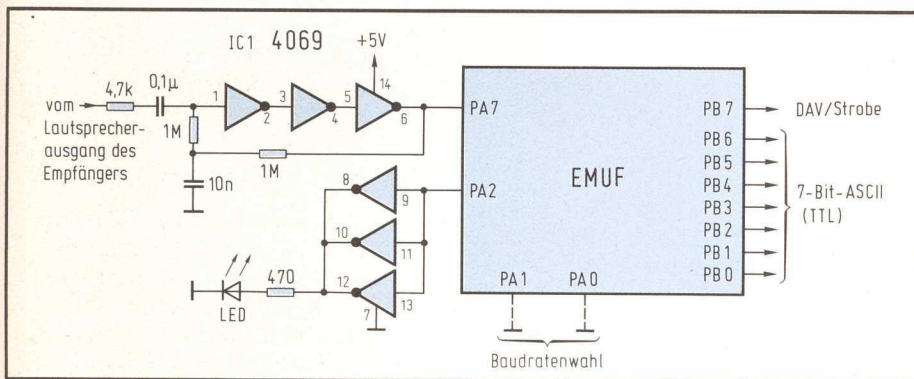 IC1 4069
+5V
4,7k
0,1µ
1
2
3
4
5
14
6
vom
Lautsprecher-
ausgang des
Empfängers
1M
1M
10n
PA7
PB7
DAV/Strobe
PB6
PB5
PB4
PB3
PB2
PB1
PB0
7-Bit-ASCII
(TTL)
EMUF
8
9
PA2
10
11
12
13
7
470
LED
PA1
PA0
Baudratenwahl